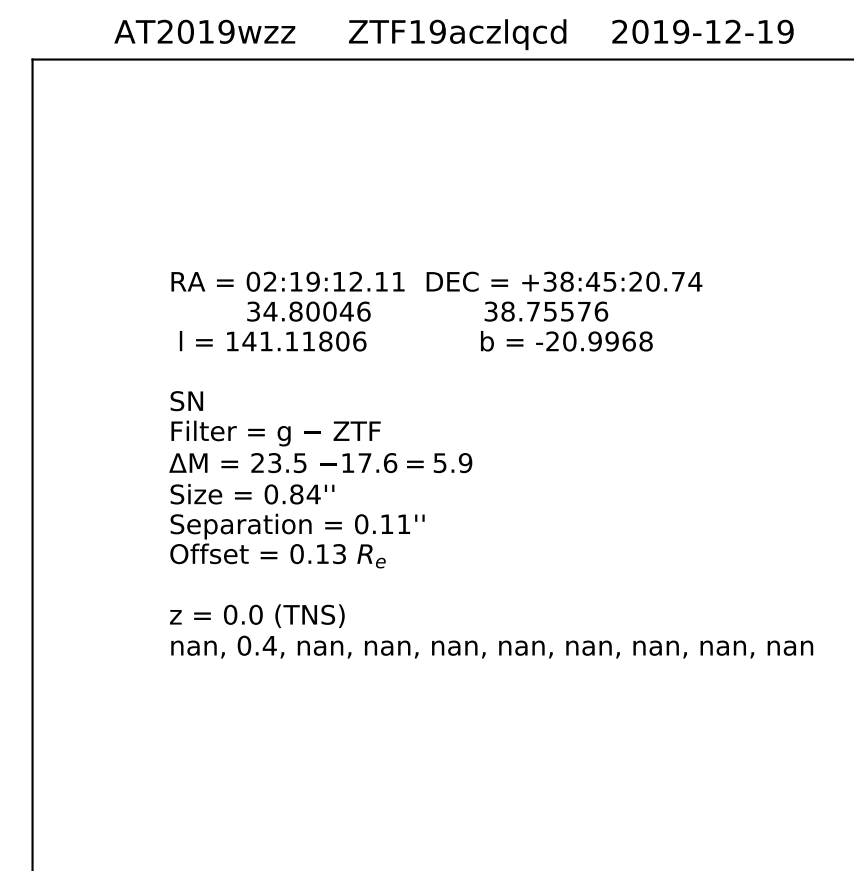 AT2019wzz ZTF19aczlqcd 2019-12-19
RA = 02:19:12.11 DEC = +38:45:20.74
34.80046 38.75576
l = 141.11806 b = -20.9968
SN
Filter = g − ZTF
ΔM = 23.5 −17.6 = 5.9
Size = 0.84''
Separation = 0.11''
Offset = 0.13 Rₑ
z = 0.0 (TNS)
nan, 0.4, nan, nan, nan, nan, nan, nan, nan, nan